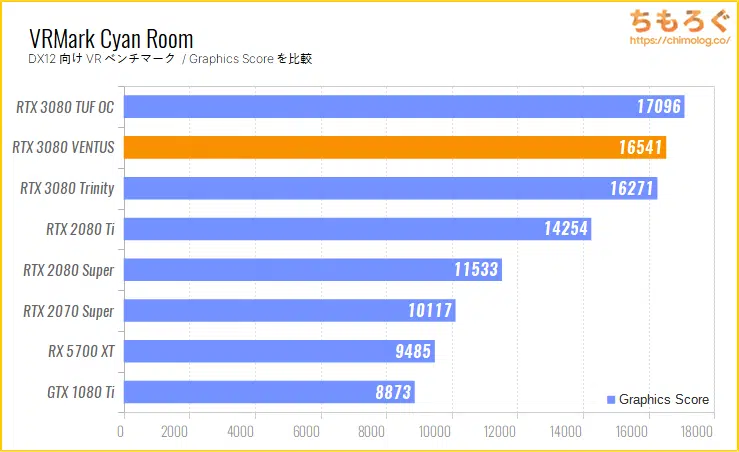 VRMark Cyan Room
DX12 向け VR ベンチマーク / Graphics Score を比較
ちもろぐ
https://chimolog.co/
RTX 3080 TUF OC 17096
RTX 3080 VENTUS 16541
RTX 3080 Trinity 16271
RTX 2080 Ti 14254
RTX 2080 Super 11533
RTX 2070 Super 10117
RX 5700 XT 9485
GTX 1080 Ti 8873
Graphics Score
0 2000 4000 6000 8000 10000 12000 14000 16000 18000